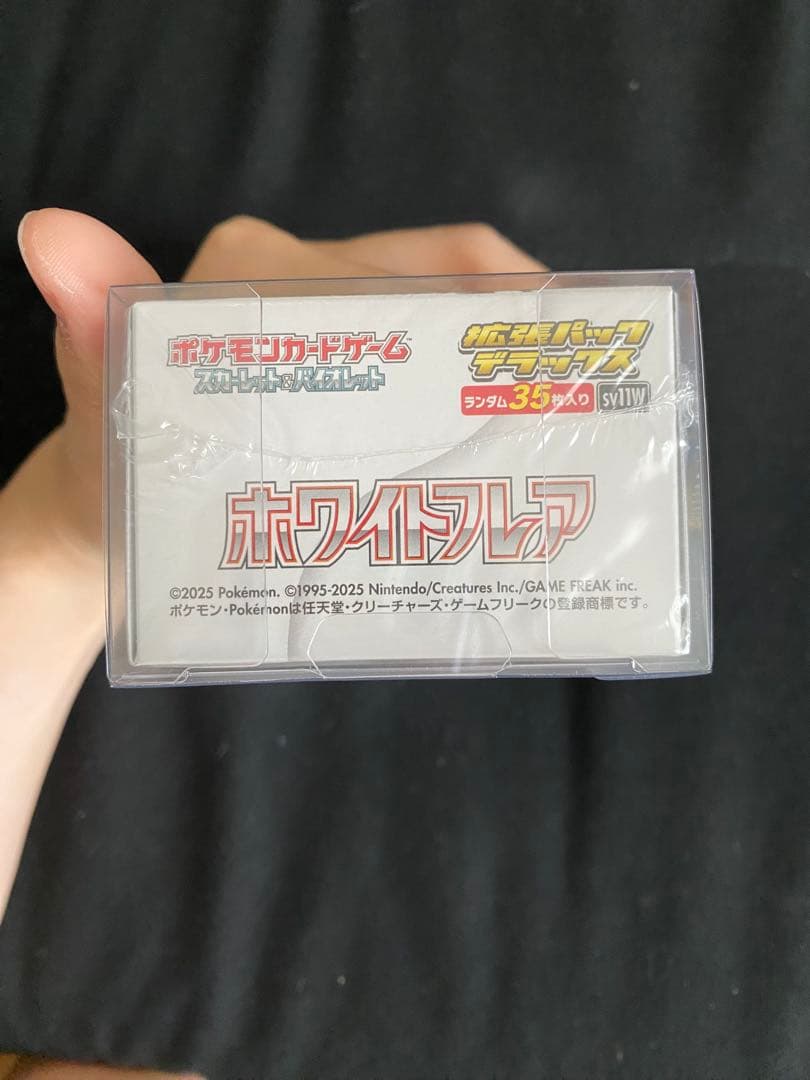 ポケモンカードゲーム™
スカーレット&バイオレット
拡張パック
デラックス
ランダム35枚入り sv11W
ホワイトフレア
©2025 Pokémon. ©1995-2025 Nintendo/Creatures Inc./GAME FREAK inc.
ポケモン・Pokémonは任天堂・クリーチャーズ・ゲームフリークの登録商標です。